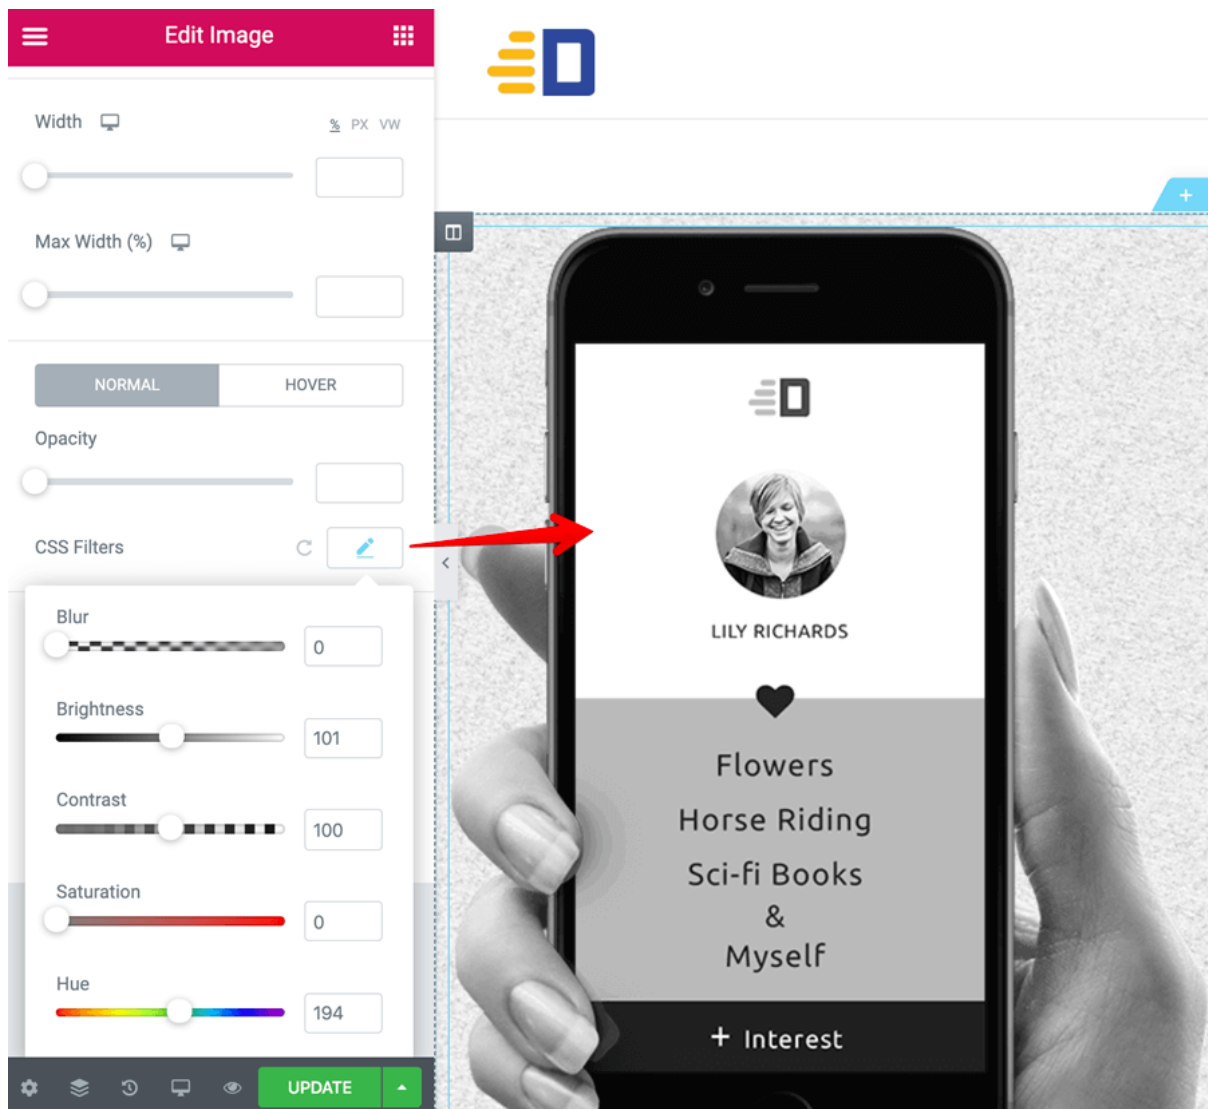 Edit Image
Width
% PX VW
Max Width (%)
NORMAL
HOVER
Opacity
CSS Filters
Blur
0
Brightness
101
Contrast
100
Saturation
0
Hue
194
UPDATE
D
+
D
LILY RICHARDS
Flowers
Horse Riding
Sci-fi Books
&
Myself
+ Interest